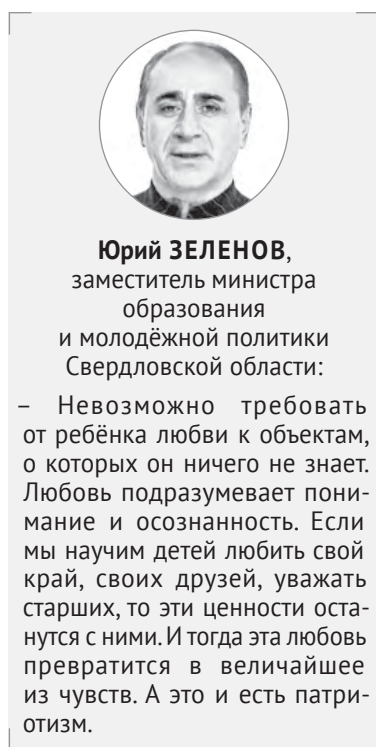 Юрий ЗЕЛЕНОВ,
заместитель министра
образования
и молодёжной политики
Свердловской области:
– Невозможно требовать
от ребёнка любви к объектам,
о которых он ничего не знает.
Любовь подразумевает пони-
мание и осознанность. Если
мы научим детей любить свой
край, своих друзей, уважать
старших, то эти ценности оста-
нутся с ними. И тогда эта любовь
превратится в величайшее
из чувств. А это и есть патри-
отизм.